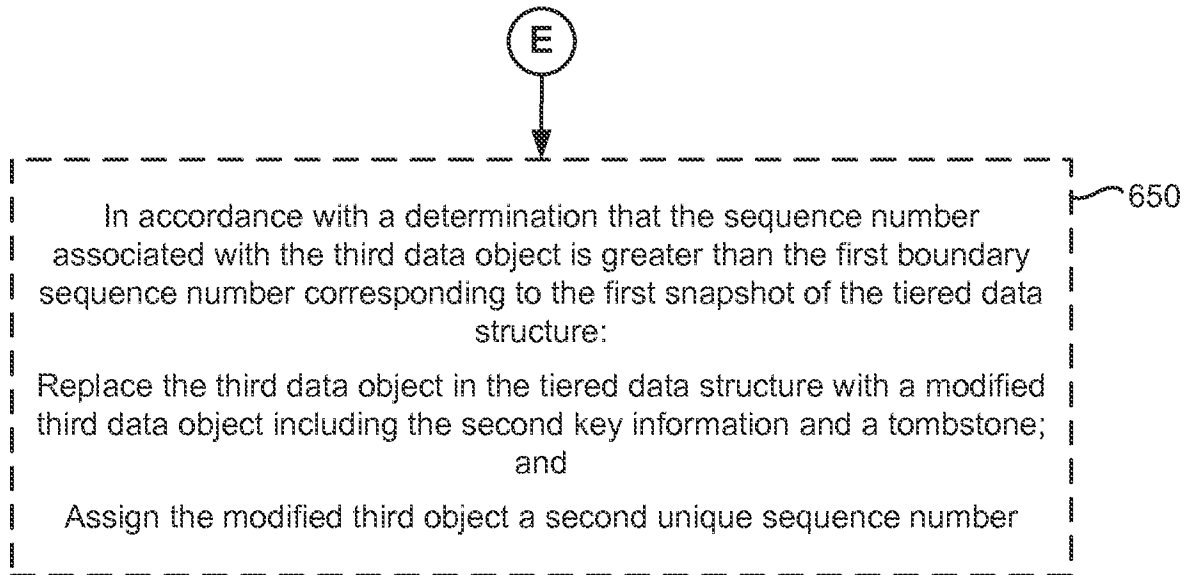 E
650
In accordance with a determination that the sequence number
associated with the third data object is greater than the first boundary
sequence number corresponding to the first snapshot of the tiered data
structure:
Replace the third data object in the tiered data structure with a modified
third data object including the second key information and a tombstone;
and
Assign the modified third object a second unique sequence number